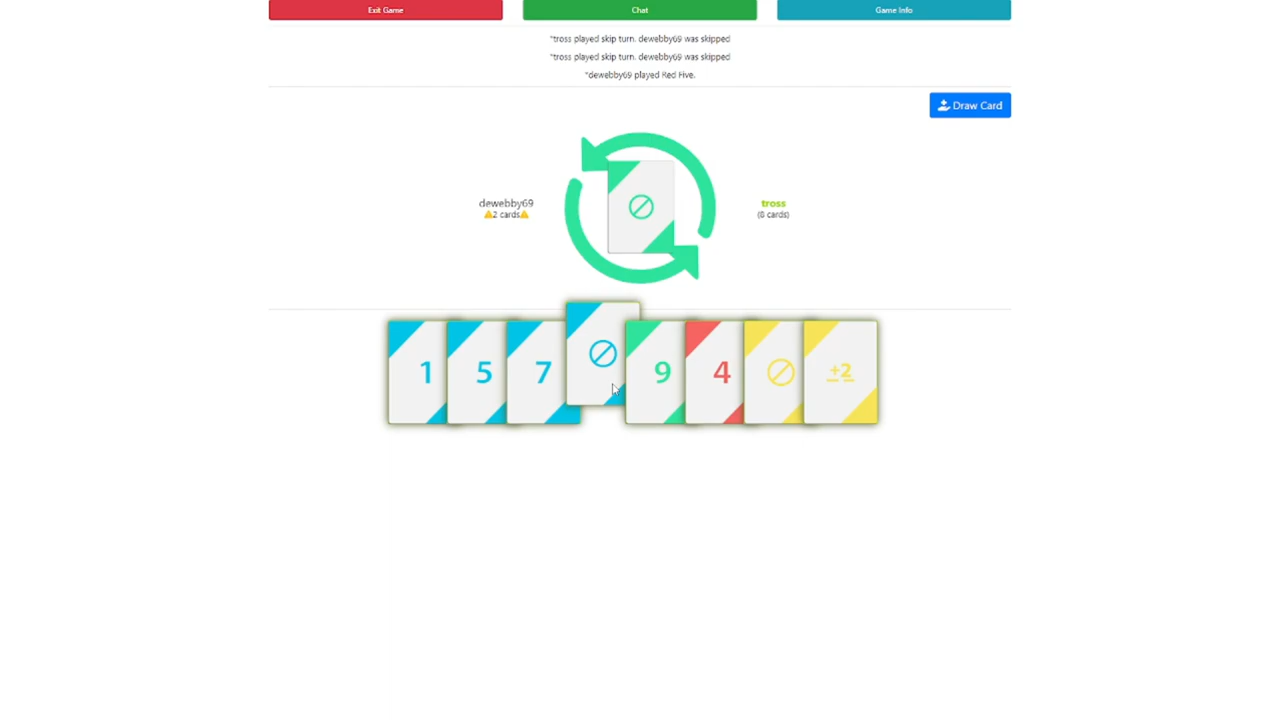 Exit Game
Chat
Game Info
*tross played skip turn. dewebby69 was skipped
*tross played skip turn. dewebby69 was skipped
*dewebby69 played Red Five.
Draw Card
dewebby69
2 cards
tross
(8 cards)
1
5
7
9
4
+2